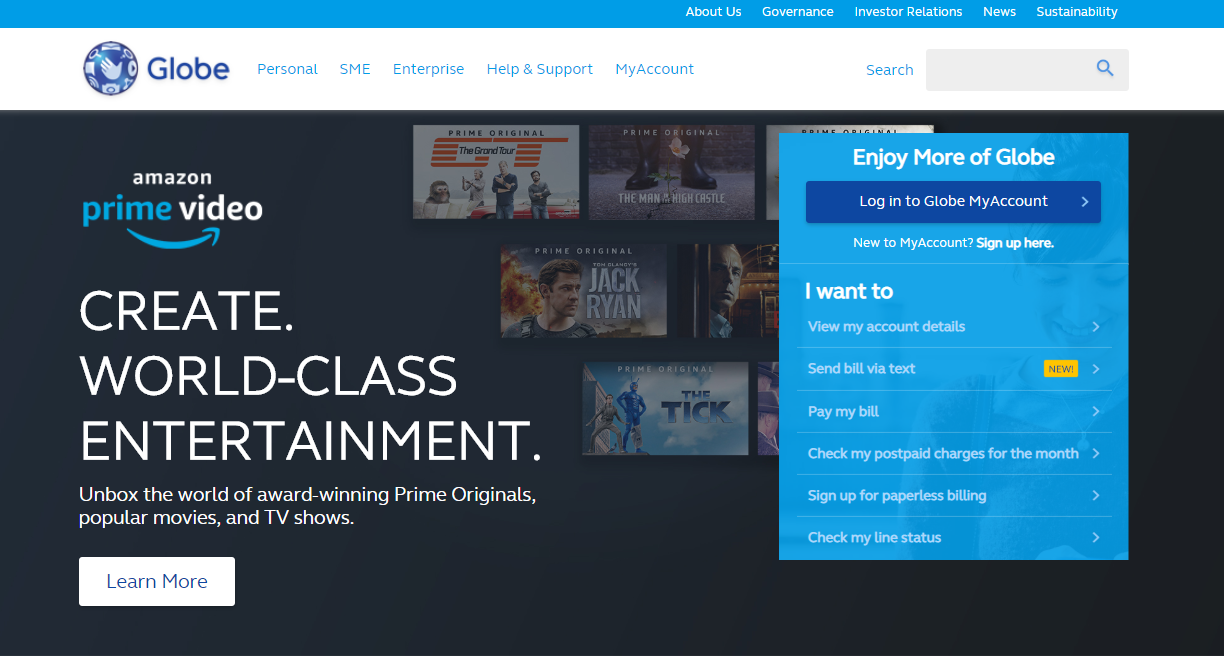 About Us Governance Investor Relations News Sustainability
Globe
Personal SME Enterprise Help & Support MyAccount
Search
amazon
prime video
CREATE.
WORLD-CLASS
ENTERTAINMENT.
Unbox the world of award-winning Prime Originals,
popular movies, and TV shows.
Learn More
PRIME ORIGINAL
The Grand Tour
PRIME ORIGINAL
THE MAN IN THE HIGH CASTLE
PRIME ORIGINAL
PRIME ORIGINAL
TOM CLANCY'S
JACK
RYAN
PRIME ORIGINAL
THE
TICK
Enjoy More of Globe
Log in to Globe MyAccount
New to MyAccount? Sign up here.
I want to
View my account details
Send bill via text NEW!
Pay my bill
Check my postpaid charges for the month
Sign up for paperless billing
Check my line status